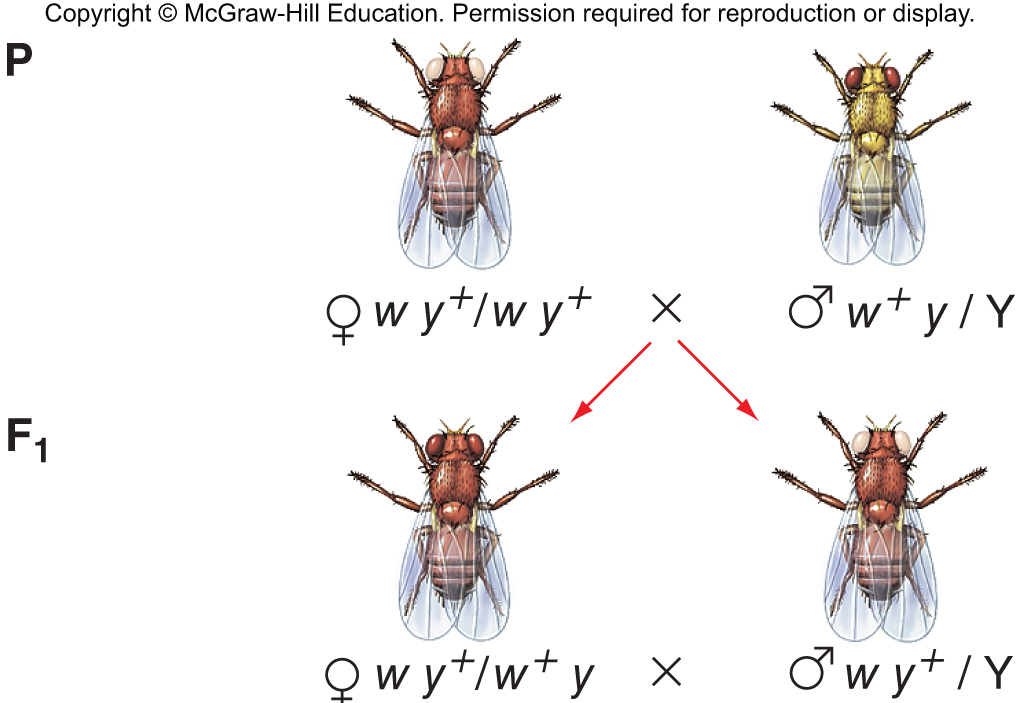 Copyright © McGraw-Hill Education. Permission required for reproduction or display.
P
♀ w y⁺/w y⁺ × ♂ w⁺ y / Y
F₁
♀ w y⁺/w⁺ y × ♂ w y⁺ / Y